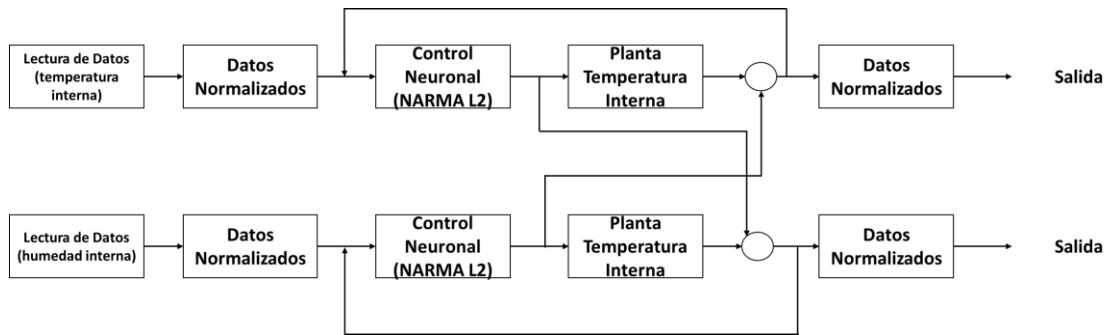 Lectura de Datos
(temperatura
interna)
Datos
Normalizados
Control
Neuronal
(NARMA L2)
Planta
Temperatura
Interna
Datos
Normalizados
Salida
Lectura de Datos
(humedad interna)
Datos
Normalizados
Control
Neuronal
(NARMA L2)
Planta
Temperatura
Interna
Datos
Normalizados
Salida